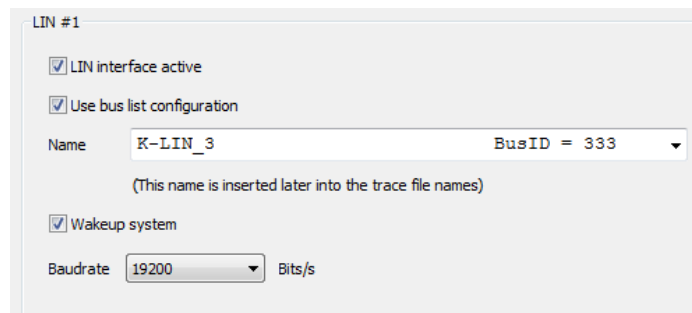 LIN #1
LIN interface active
Use bus list configuration
Name K-LIN_3 BusID = 333
(This name is inserted later into the trace file names)
Wakeup system
Baudrate 19200 Bits/s